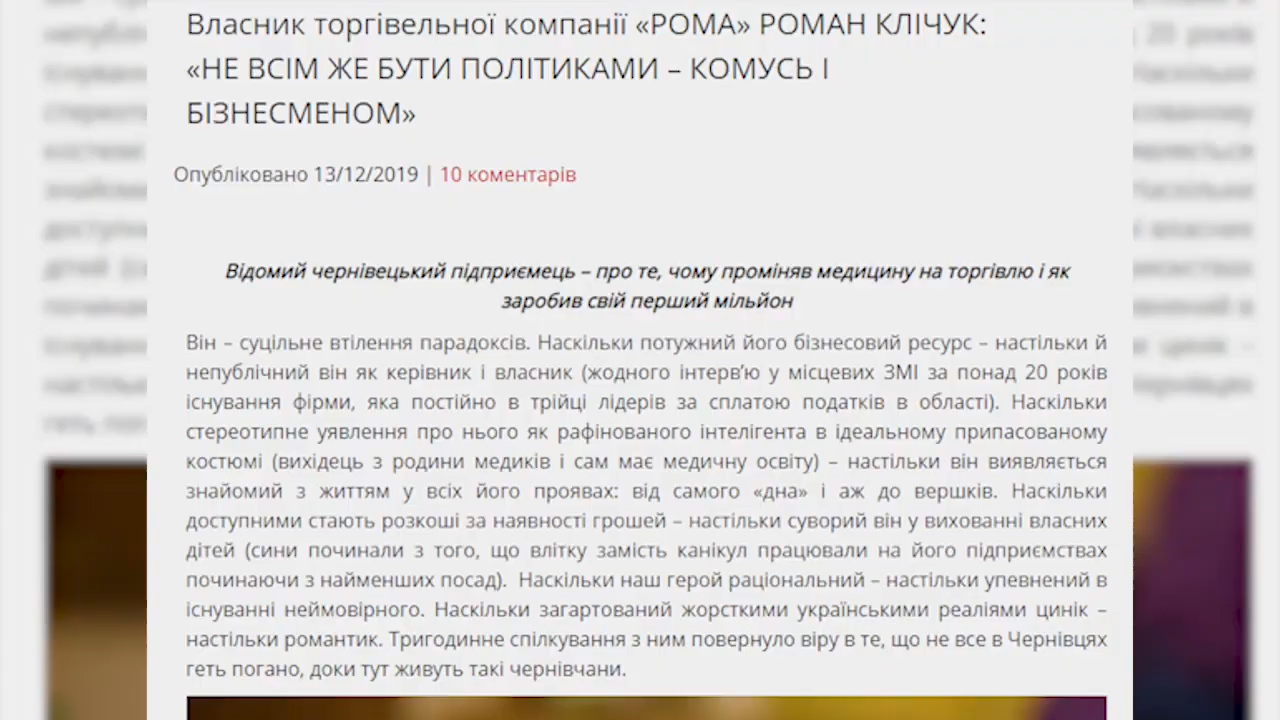 Власник торгівельної компанії «РОМА» РОМАН КЛІЧУК:
«НЕ ВСІМ ЖЕ БУТИ ПОЛІТИКАМИ – КОМУСЬ І
БІЗНЕСМЕНОМ»
Опубліковано 13/12/2019 | 10 коментарів
Відомий чернівецький підприємець – про те, чому проміняв медицину на торгівлю і як
заробив свій перший мільйон
Він – суцільне втілення парадоксів. Наскільки потужний його бізнесовий ресурс – настільки й
непублічний він як керівник і власник (жодного інтерв’ю у місцевих ЗМІ за понад 20 років
існування фірми, яка постійно в трійці лідерів за сплатою податків в області). Наскільки
стереотипне уявлення про нього як рафінованого інтелігента в ідеальному припасованому
костюмі (вихідець з родини медиків і сам має медичну освіту) – настільки він виявляється
знайомий з життям у всіх його проявах: від самого «дна» і аж до вершків. Наскільки
доступними стають розкоші за наявності грошей – настільки суворий він у вихованні власних
дітей (сини починали з того, що влітку замість канікул працювали на його підприємствах
починаючи з найменших посад). Наскільки наш герой раціональний – настільки упевнений в
існуванні неймовірного. Наскільки загартований жорсткими українськими реаліями цинік –
настільки романтик. Тригодинне спілкування з ним повернуло віру в те, що не все в Чернівцях
геть погано, доки тут живуть такі чернівчани.